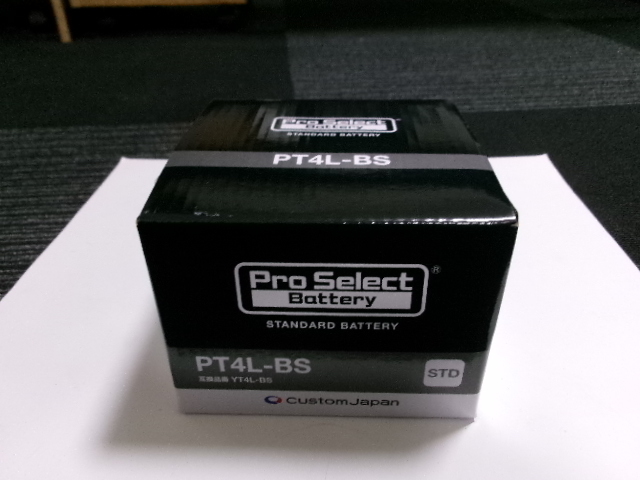 Pro Select
Battery
STANDARD BATTERY
PT4L-BS
Pro Select
Battery
®
STANDARD BATTERY
PT4L-BS
互換品番 YT4L-BS
STD
CustomJapan